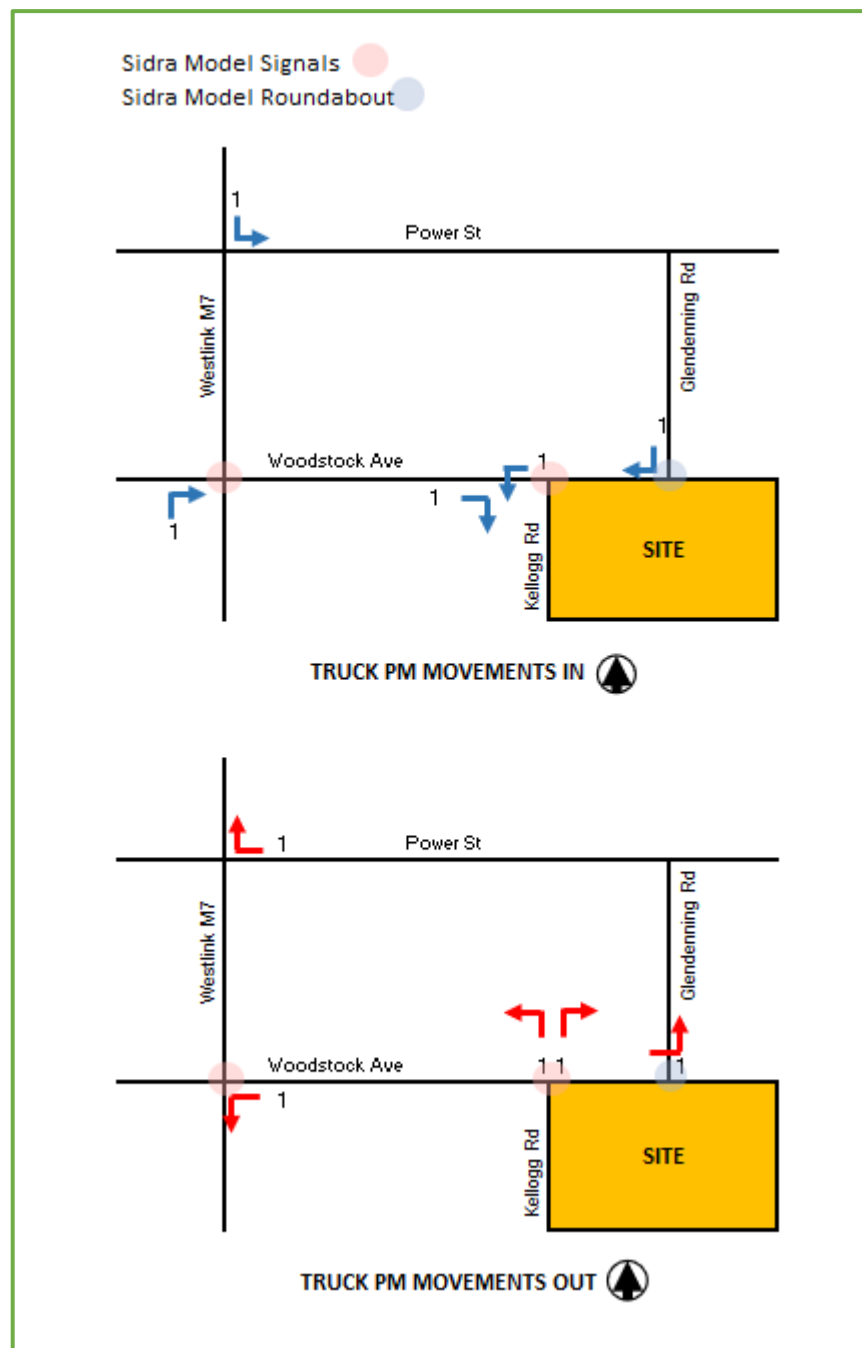 Sidra Model Signals
Sidra Model Roundabout
1
Power St
Westlink M7
Glendenning Rd
1
Woodstock Ave
1
1
1
Kellogg Rd
SITE
TRUCK PM MOVEMENTS IN
1
Power St
Westlink M7
Glendenning Rd
Woodstock Ave
1 1
1
1
Kellogg Rd
SITE
TRUCK PM MOVEMENTS OUT